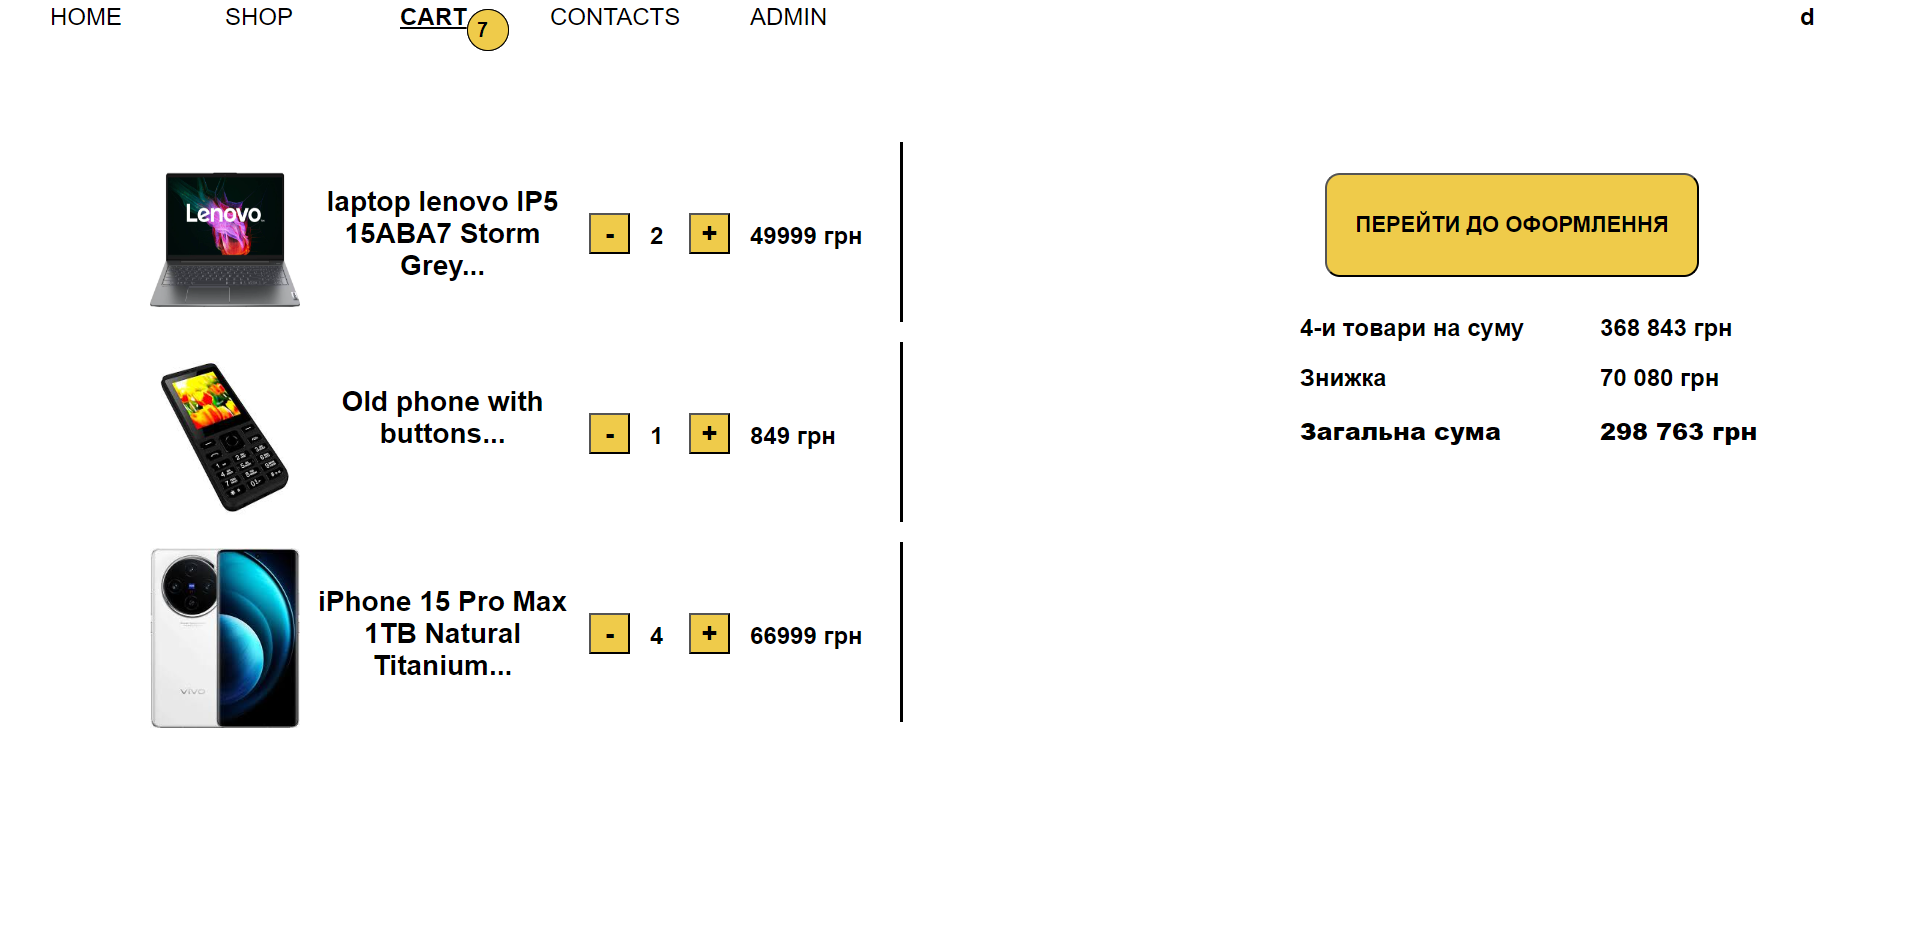 HOME SHOP CART 7 CONTACTS ADMIN d
Lenovo
laptop lenovo IP5
15ABA7 Storm
Grey...
- 2 + 49999 грн
Old phone with
buttons...
- 1 + 849 грн
vivo
iPhone 15 Pro Max
1TB Natural
Titanium...
- 4 + 66999 грн
ПЕРЕЙТИ ДО ОФОРМЛЕННЯ
4-и товари на суму 368 843 грн
Знижка 70 080 грн
Загальна сума 298 763 грн